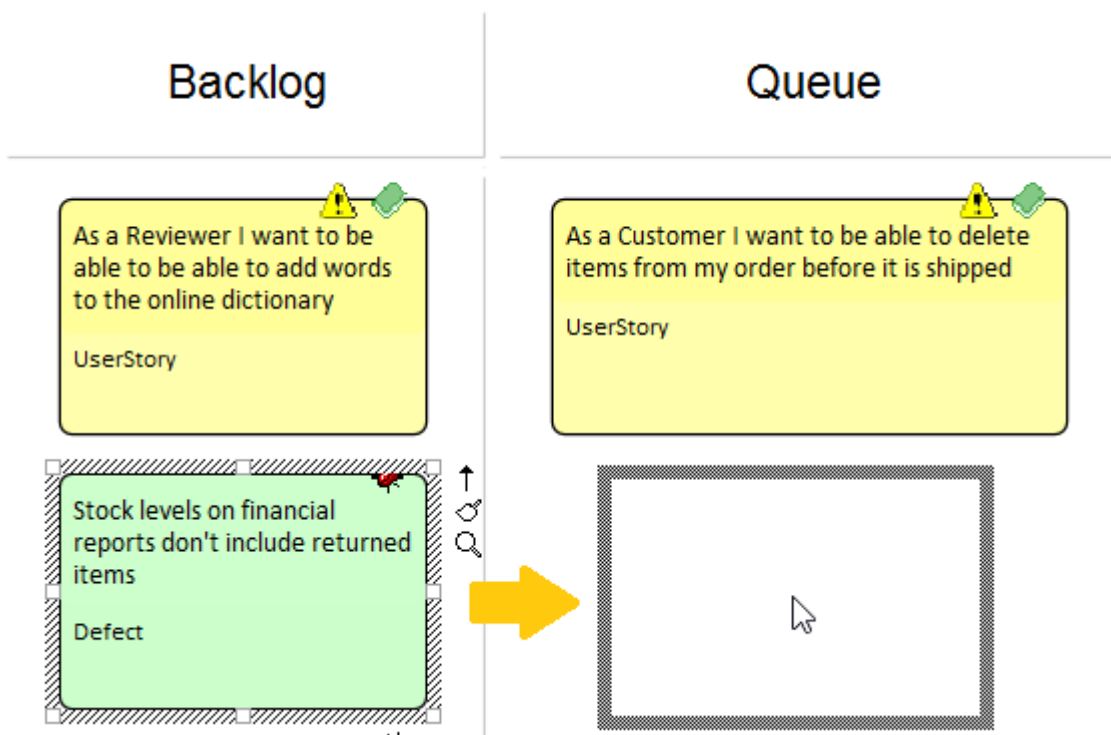 Backlog
Queue
As a Reviewer I want to be
able to be able to add words
to the online dictionary
UserStory
As a Customer I want to be able to delete
items from my order before it is shipped
UserStory
Stock levels on financial
reports don't include returned
items
Defect